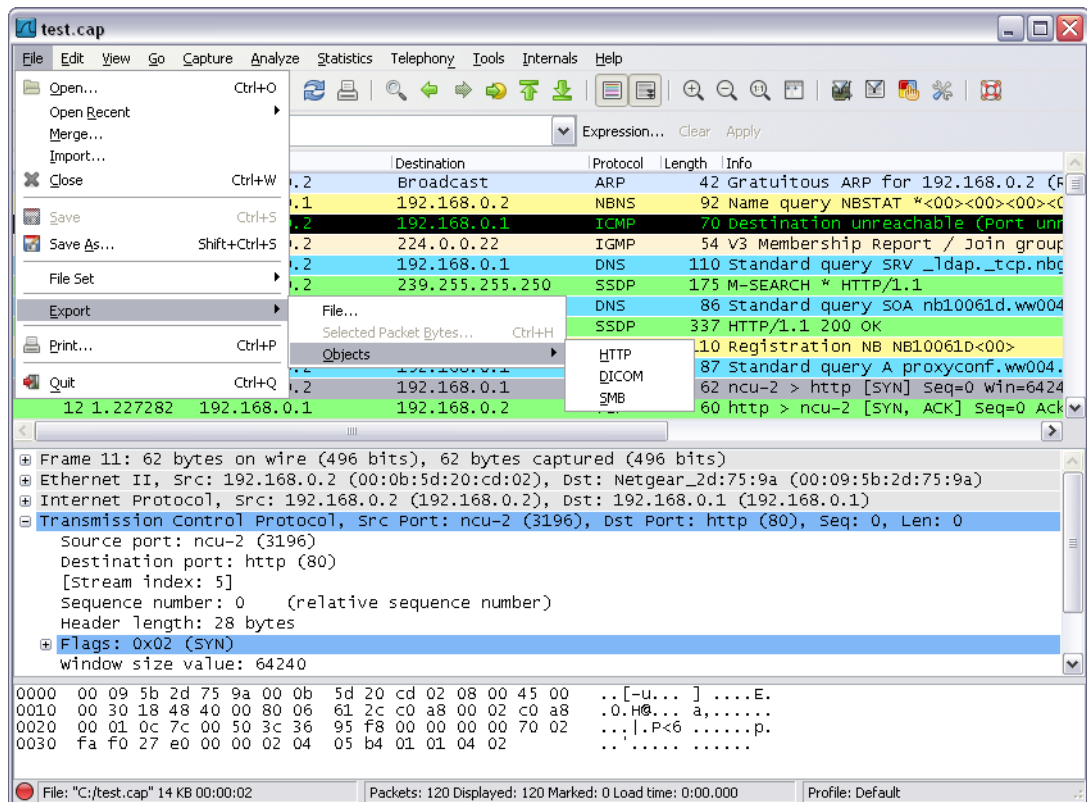 test.cap
File Edit View Go Capture Analyze Statistics Telephony Tools Internals Help
Open... Ctrl+O
Open Recent
Merge...
Import...
Close Ctrl+W
Save Ctrl+S
Save As... Shift+Ctrl+S
File Set
Export
Print... Ctrl+P
Quit Ctrl+Q
File...
Selected Packet Bytes... Ctrl+H
Objects
HTTP
DICOM
SMB
Expression... Clear Apply
Destination Protocol Length Info
.2 Broadcast ARP 42 Gratuitous ARP for 192.168.0.2 (R
.1 192.168.0.2 NBNS 92 Name query NBSTAT *<00><00><00><0
.2 192.168.0.1 ICMP 70 Destination unreachable (Port unr
.2 224.0.0.22 IGMP 54 V3 Membership Report / Join group
.2 192.168.0.1 DNS 110 Standard query SRV _ldap._tcp.nbg
.2 239.255.255.250 SSDP 175 M-SEARCH * HTTP/1.1
DNS 86 Standard query SOA nb10061d.ww004
SSDP 337 HTTP/1.1 200 OK
110 Registration NB NB10061D<00>
87 Standard query A proxyconf.ww004.
.2 192.168.0.1 62 ncu-2 > http [SYN] Seq=0 Win=6424
12 1.227282 192.168.0.1 192.168.0.2 60 http > ncu-2 [SYN, ACK] Seq=0 Ack
Frame 11: 62 bytes on wire (496 bits), 62 bytes captured (496 bits)
Ethernet II, Src: 192.168.0.2 (00:0b:5d:20:cd:02), Dst: Netgear_2d:75:9a (00:09:5b:2d:75:9a)
Internet Protocol, Src: 192.168.0.2 (192.168.0.2), Dst: 192.168.0.1 (192.168.0.1)
Transmission Control Protocol, Src Port: ncu-2 (3196), Dst Port: http (80), Seq: 0, Len: 0
Source port: ncu-2 (3196)
Destination port: http (80)
[Stream index: 5]
Sequence number: 0 (relative sequence number)
Header length: 28 bytes
Flags: 0x02 (SYN)
Window size value: 64240
0000 00 09 5b 2d 75 9a 00 0b 5d 20 cd 02 08 00 45 00 ..[-u... ] ....E.
0010 00 30 18 48 40 00 80 06 61 2c c0 a8 00 02 c0 a8 .0.H@... a,......
0020 00 01 0c 7c 00 50 3c 36 95 f8 00 00 00 00 70 02 ...|.P<6 ......p.
0030 fa f0 27 e0 00 00 02 04 05 b4 01 01 04 02 ..'..... ......
File: "C:/test.cap" 14 KB 00:00:02 Packets: 120 Displayed: 120 Marked: 0 Load time: 0:00.000 Profile: Default